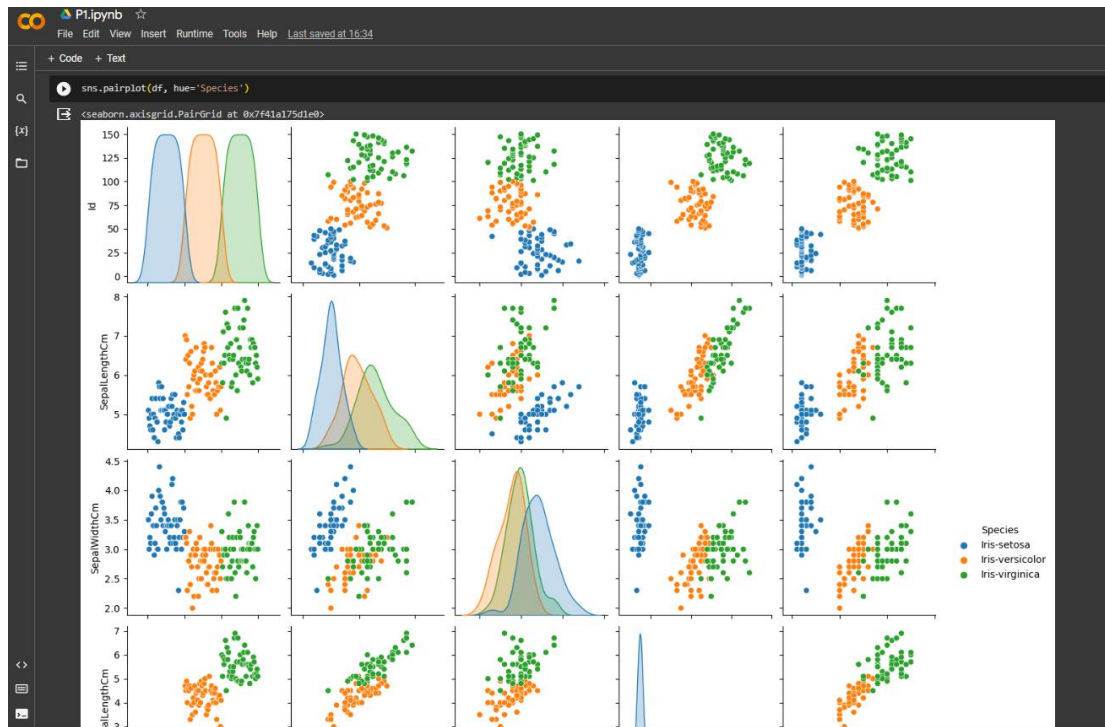 P1.ipynb
File Edit View Insert Runtime Tools Help Last saved at 16:34
+ Code + Text
sns.pairplot(df, hue='Species')
<seaborn.axisgrid.PairGrid at 0x7f41a175d1e0>
{x}
150
125
100
75
50
25
0
Id
8
7
6
5
SepalLengthCm
4.5
4.0
3.5
3.0
2.5
2.0
SepalWidthCm
Species
Iris-setosa
Iris-versicolor
Iris-virginica
7
6
5
4
3
alLengthCm